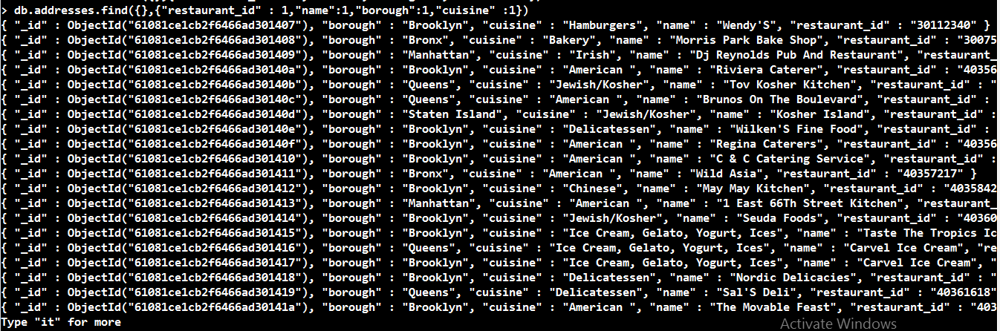 > db.addresses.find({},{"restaurant_id" : 1,"name":1,"borough":1,"cuisine" :1})
{ "_id" : ObjectId("61081ce1cb2f6466ad301407"), "borough" : "Brooklyn", "cuisine" : "Hamburgers", "name" : "Wendy'S", "restaurant_id" : "30112340" }
{ "_id" : ObjectId("61081ce1cb2f6466ad301408"), "borough" : "Bronx", "cuisine" : "Bakery", "name" : "Morris Park Bake Shop", "restaurant_id" : "30075
{ "_id" : ObjectId("61081ce1cb2f6466ad301409"), "borough" : "Manhattan", "cuisine" : "Irish", "name" : "Dj Reynolds Pub And Restaurant", "restaurant_
{ "_id" : ObjectId("61081ce1cb2f6466ad30140a"), "borough" : "Brooklyn", "cuisine" : "American ", "name" : "Riviera Caterer", "restaurant_id" : "40356
{ "_id" : ObjectId("61081ce1cb2f6466ad30140b"), "borough" : "Queens", "cuisine" : "Jewish/Kosher", "name" : "Tov Kosher Kitchen", "restaurant_id" : "
{ "_id" : ObjectId("61081ce1cb2f6466ad30140c"), "borough" : "Queens", "cuisine" : "American ", "name" : "Brunos On The Boulevard", "restaurant_id" :
{ "_id" : ObjectId("61081ce1cb2f6466ad30140d"), "borough" : "Staten Island", "cuisine" : "Jewish/Kosher", "name" : "Kosher Island", "restaurant_id" :
{ "_id" : ObjectId("61081ce1cb2f6466ad30140e"), "borough" : "Brooklyn", "cuisine" : "Delicatessen", "name" : "Wilken'S Fine Food", "restaurant_id" :
{ "_id" : ObjectId("61081ce1cb2f6466ad30140f"), "borough" : "Brooklyn", "cuisine" : "American ", "name" : "Regina Caterers", "restaurant_id" : "40356
{ "_id" : ObjectId("61081ce1cb2f6466ad301410"), "borough" : "Brooklyn", "cuisine" : "American ", "name" : "C & C Catering Service", "restaurant_id" :
{ "_id" : ObjectId("61081ce1cb2f6466ad301411"), "borough" : "Bronx", "cuisine" : "American ", "name" : "Wild Asia", "restaurant_id" : "40357217" }
{ "_id" : ObjectId("61081ce1cb2f6466ad301412"), "borough" : "Brooklyn", "cuisine" : "Chinese", "name" : "May May Kitchen", "restaurant_id" : "4035842
{ "_id" : ObjectId("61081ce1cb2f6466ad301413"), "borough" : "Manhattan", "cuisine" : "American ", "name" : "1 East 66Th Street Kitchen", "restaurant_
{ "_id" : ObjectId("61081ce1cb2f6466ad301414"), "borough" : "Brooklyn", "cuisine" : "Jewish/Kosher", "name" : "Seuda Foods", "restaurant_id" : "40360
{ "_id" : ObjectId("61081ce1cb2f6466ad301415"), "borough" : "Brooklyn", "cuisine" : "Ice Cream, Gelato, Yogurt, Ices", "name" : "Taste The Tropics Ic
{ "_id" : ObjectId("61081ce1cb2f6466ad301416"), "borough" : "Queens", "cuisine" : "Ice Cream, Gelato, Yogurt, Ices", "name" : "Carvel Ice Cream", "re
{ "_id" : ObjectId("61081ce1cb2f6466ad301417"), "borough" : "Brooklyn", "cuisine" : "Ice Cream, Gelato, Yogurt, Ices", "name" : "Carvel Ice Cream", "
{ "_id" : ObjectId("61081ce1cb2f6466ad301418"), "borough" : "Brooklyn", "cuisine" : "Delicatessen", "name" : "Nordic Delicacies", "restaurant_id" : "
{ "_id" : ObjectId("61081ce1cb2f6466ad301419"), "borough" : "Queens", "cuisine" : "Delicatessen", "name" : "Sal'S Deli", "restaurant_id" : "40361618"
{ "_id" : ObjectId("61081ce1cb2f6466ad30141a"), "borough" : "Brooklyn", "cuisine" : "American ", "name" : "The Movable Feast", "restaurant_id" : "403
Type "it" for more
Activate Windows